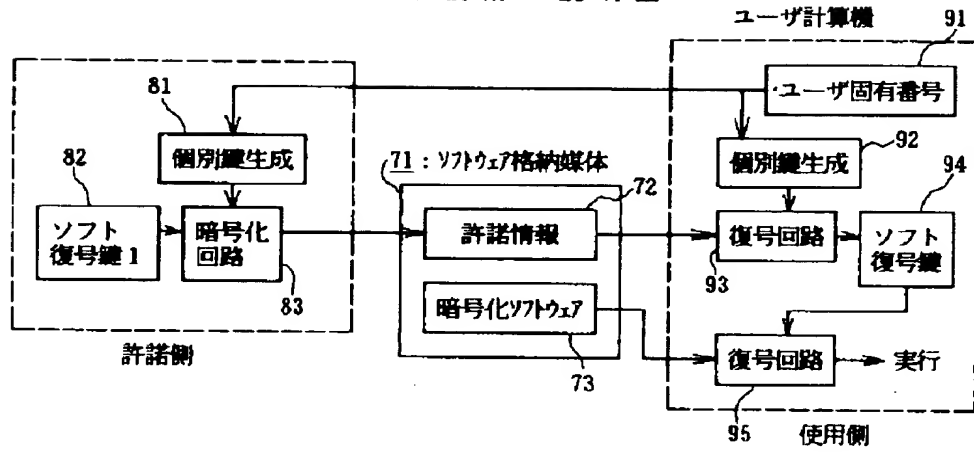 ユーザ計算機
91
81
・ユーザ固有番号
82
個別鍵生成
92
71：ソフトウェア格納媒体
個別鍵生成
94
72
ソフト
復号鍵1
暗号化
回路
許諾情報
復号回路
ソフト
復号鍵
83
93
暗号化ソフトウェア
復号回路
実行
許諾側
73
95
使用側